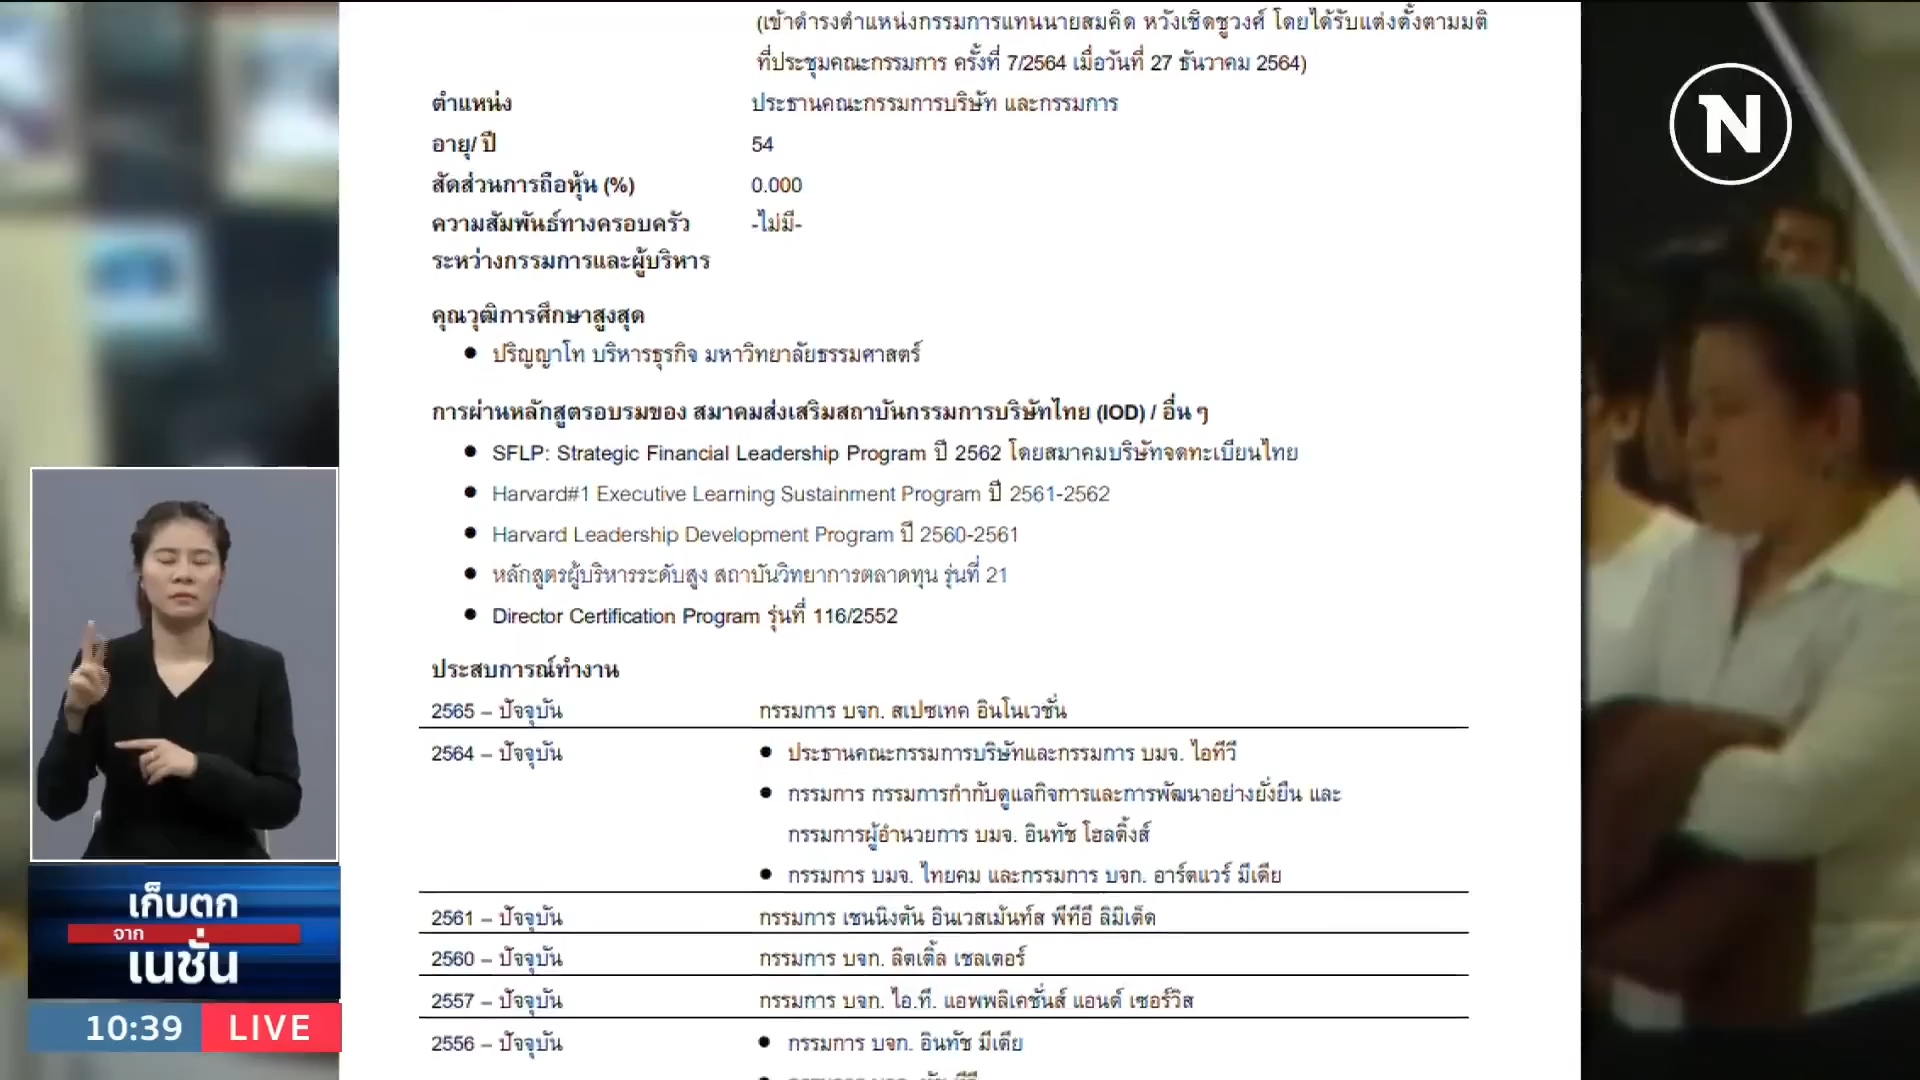 (เข้าดำรงตำแหน่งกรรมการแทนนายสมคิด หวังเชิดชูวงศ์ โดยได้รับแต่งตั้งตามมติ
ที่ประชุมคณะกรรมการ ครั้งที่ 7/2564 เมื่อวันที่ 27 ธันวาคม 2564)
ตำแหน่ง ประธานคณะกรรมการบริษัท และกรรมการ
อายุ/ ปี 54
สัดส่วนการถือหุ้น (%) 0.000
ความสัมพันธ์ทางครอบครัว -ไม่มี-
ระหว่างกรรมการและผู้บริหาร
คุณวุฒิการศึกษาสูงสุด
● ปริญญาโท บริหารธุรกิจ มหาวิทยาลัยธรรมศาสตร์
การผ่านหลักสูตรอบรมของ สมาคมส่งเสริมสถาบันกรรมการบริษัทไทย (IOD) / อื่น ๆ
● SFLP: Strategic Financial Leadership Program ปี 2562 โดยสมาคมบริษัทจดทะเบียนไทย
● Harvard#1 Executive Learning Sustainment Program ปี 2561-2562
● Harvard Leadership Development Program ปี 2560-2561
● หลักสูตรผู้บริหารระดับสูง สถาบันวิทยาการตลาดทุน รุ่นที่ 21
● Director Certification Program รุ่นที่ 116/2552
ประสบการณ์ทำงาน
2565 – ปัจจุบัน กรรมการ บจก. สเปซเทค อินโนเวชั่น
2564 – ปัจจุบัน ● ประธานคณะกรรมการบริษัทและกรรมการ บมจ. ไอทีวี
● กรรมการ กรรมการกำกับดูแลกิจการและการพัฒนาอย่างยั่งยืน และ
กรรมการผู้อำนวยการ บมจ. อินทัช โฮลดิ้งส์
● กรรมการ บมจ. ไทยคม และกรรมการ บจก. อาร์ตแวร์ มีเดีย
2561 – ปัจจุบัน กรรมการ เชนนิงตัน อินเวสเม้นท์ส พีทีอี ลิมิเต็ด
2560 – ปัจจุบัน กรรมการ บจก. ลิตเติ้ล เชลเตอร์
2557 – ปัจจุบัน กรรมการ บจก. ไอ.ที. แอพพลิเคชั่นส์ แอนด์ เซอร์วิส
2556 – ปัจจุบัน ● กรรมการ บจก. อินทัช มีเดีย
N
เก็บตก
จาก
เนชั่น
10:39 LIVE